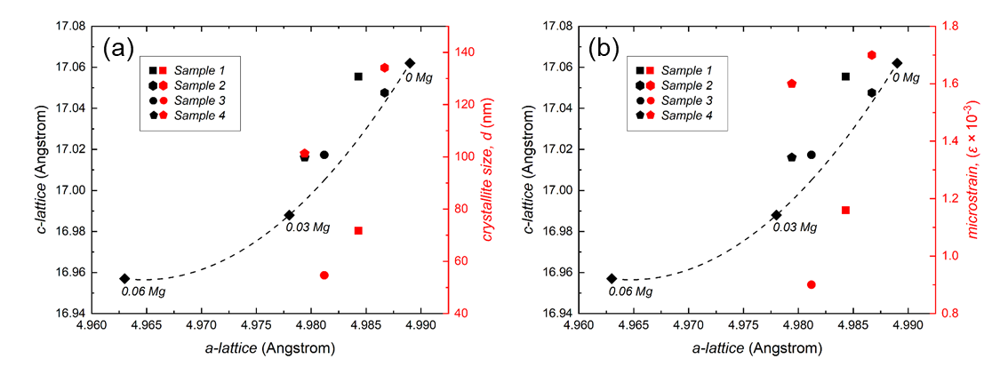 (a)
17.08
17.06
17.04
17.02
17.00
16.98
16.96
16.94
c-lattice (Angstrom)
Sample 1
Sample 2
Sample 3
Sample 4
0 Mg
0.03 Mg
0.06 Mg
140
120
100
80
60
40
crystallite size, d (nm)
4.960 4.965 4.970 4.975 4.980 4.985 4.990
a-lattice (Angstrom)
(b)
17.08
17.06
17.04
17.02
17.00
16.98
16.96
16.94
c-lattice (Angstrom)
Sample 1
Sample 2
Sample 3
Sample 4
0 Mg
0.03 Mg
0.06 Mg
1.8
1.6
1.4
1.2
1.0
0.8
microstrain, (ε × 10⁻³)
4.960 4.965 4.970 4.975 4.980 4.985 4.990
a-lattice (Angstrom)